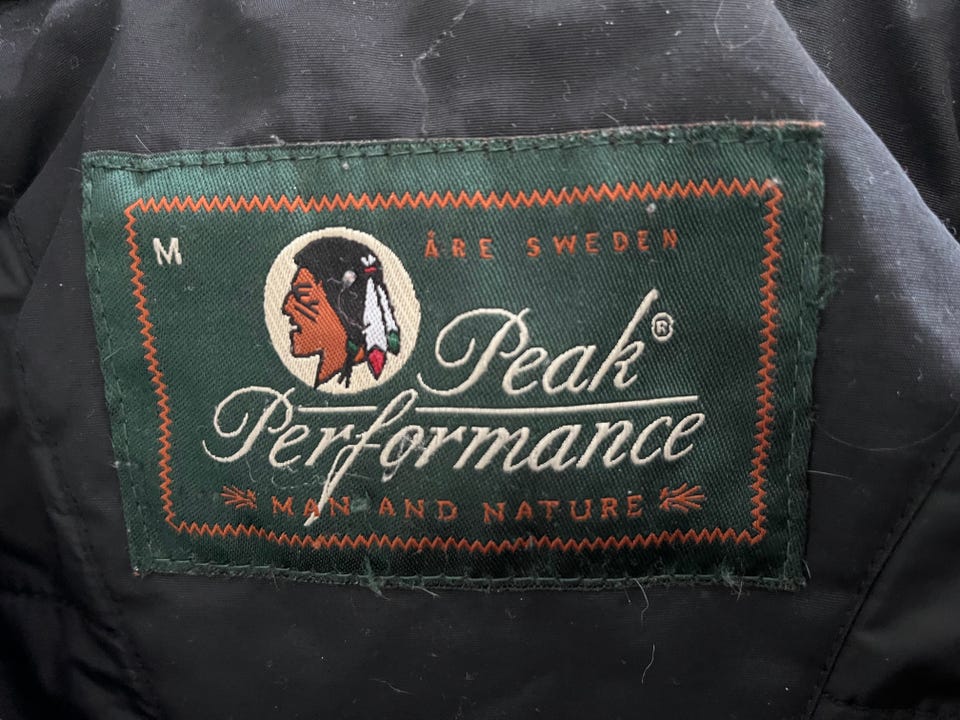 M
ÅRE SWEDEN
Peak®
Performance
MAN AND NATURE